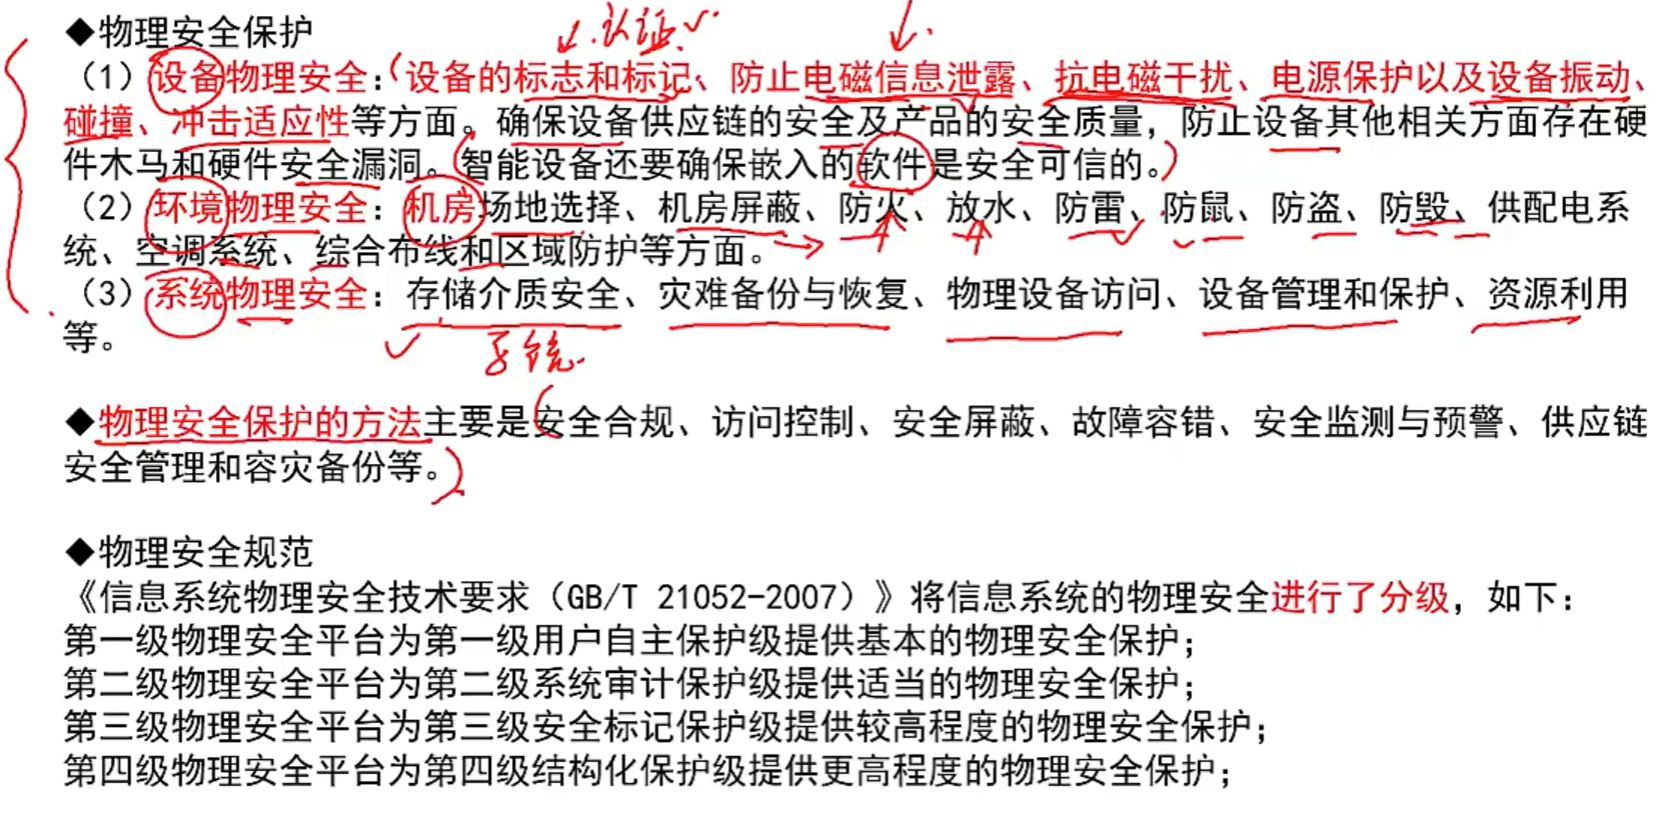 ◆物理安全保护
认证
（1）设备物理安全：设备的标志和标记、防止电磁信息泄露、抗电磁干扰、电源保护以及设备振动、
碰撞、冲击适应性等方面。确保设备供应链的安全及产品的安全质量，防止设备其他相关方面存在硬
件木马和硬件安全漏洞。智能设备还要确保嵌入的软件是安全可信的。
（2）环境物理安全：机房场地选择、机房屏蔽、防火、放水、防雷、防鼠、防盗、防毁、供配电系
统、空调系统、综合布线和区域防护等方面。
（3）系统物理安全：存储介质安全、灾难备份与恢复、物理设备访问、设备管理和保护、资源利用
等。
系统
◆物理安全保护的方法主要是安全合规、访问控制、安全屏蔽、故障容错、安全监测与预警、供应链
安全管理和容灾备份等。
◆物理安全规范
《信息系统物理安全技术要求（GB/T 21052-2007）》将信息系统的物理安全进行了分级，如下：
第一级物理安全平台为第一级用户自主保护级提供基本的物理安全保护；
第二级物理安全平台为第二级系统审计保护级提供适当的物理安全保护；
第三级物理安全平台为第三级安全标记保护级提供较高程度的物理安全保护；
第四级物理安全平台为第四级结构化保护级提供更高程度的物理安全保护；